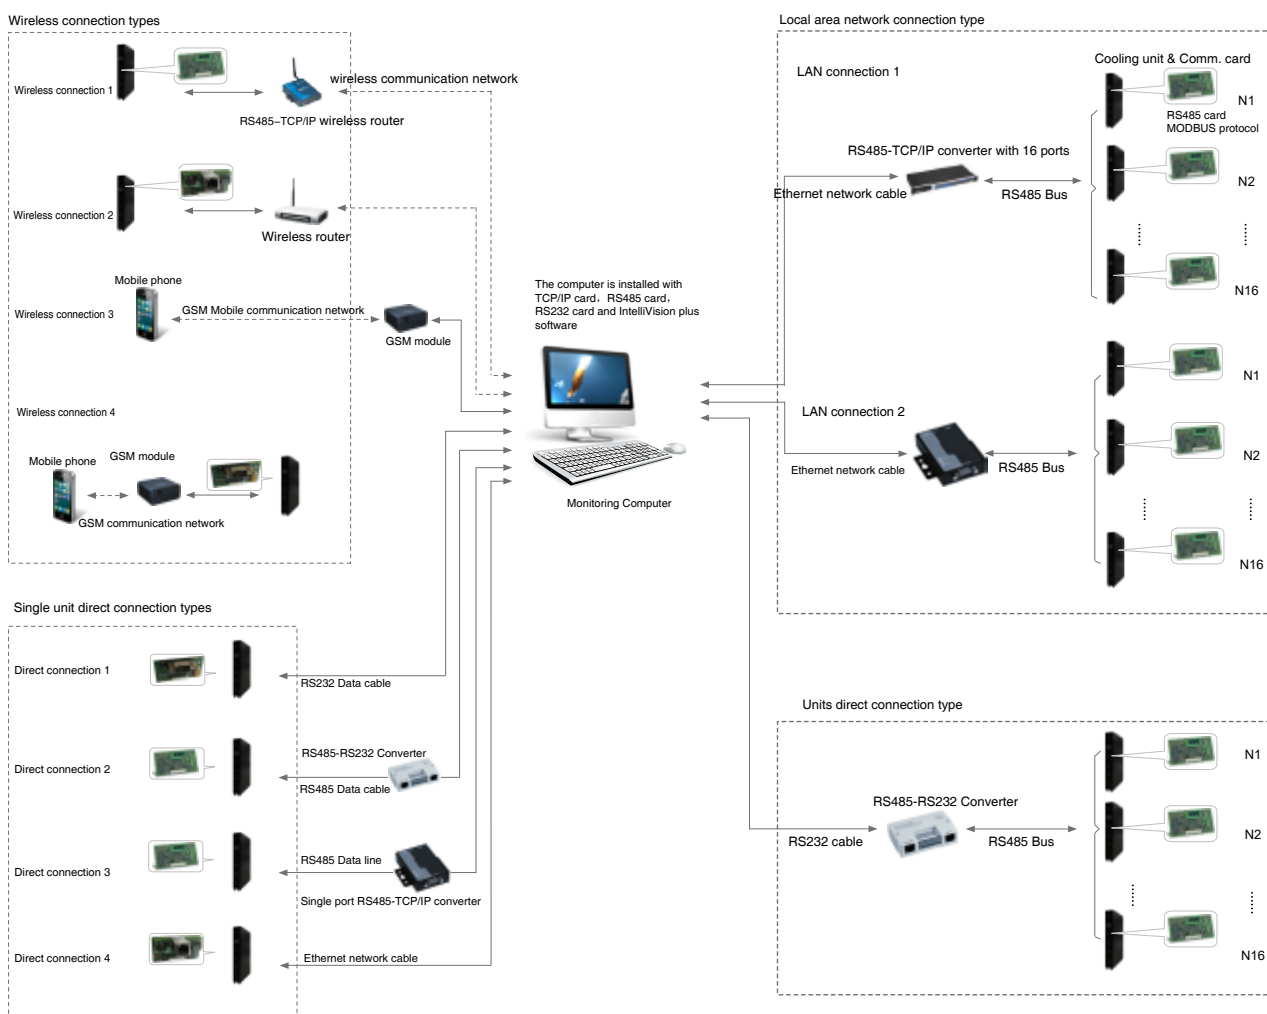 Wireless connection types
Wireless connection 1
wireless communication network
RS485–TCP/IP wireless router
Wireless connection 2
Wireless router
Mobile phone
Wireless connection 3
GSM Mobile communication network
GSM module
Wireless connection 4
Mobile phone
GSM module
GSM communication network
The computer is installed with
TCP/IP card，RS485 card，
RS232 card and IntelliVision plus
software
Monitoring Computer
Local area network connection type
LAN connection 1
Cooling unit & Comm. card
N1
RS485 card
MODBUS protocol
RS485-TCP/IP converter with 16 ports
Ethernet network cable
RS485 Bus
N2
N16
LAN connection 2
Ethernet network cable
RS485 Bus
N1
N2
N16
Single unit direct connection types
Direct connection 1
RS232 Data cable
Direct connection 2
RS485-RS232 Converter
RS485 Data cable
Direct connection 3
RS485 Data line
Single port RS485-TCP/IP converter
Direct connection 4
Ethernet network cable
Units direct connection type
RS485-RS232 Converter
RS232 cable
RS485 Bus
N1
N2
N16